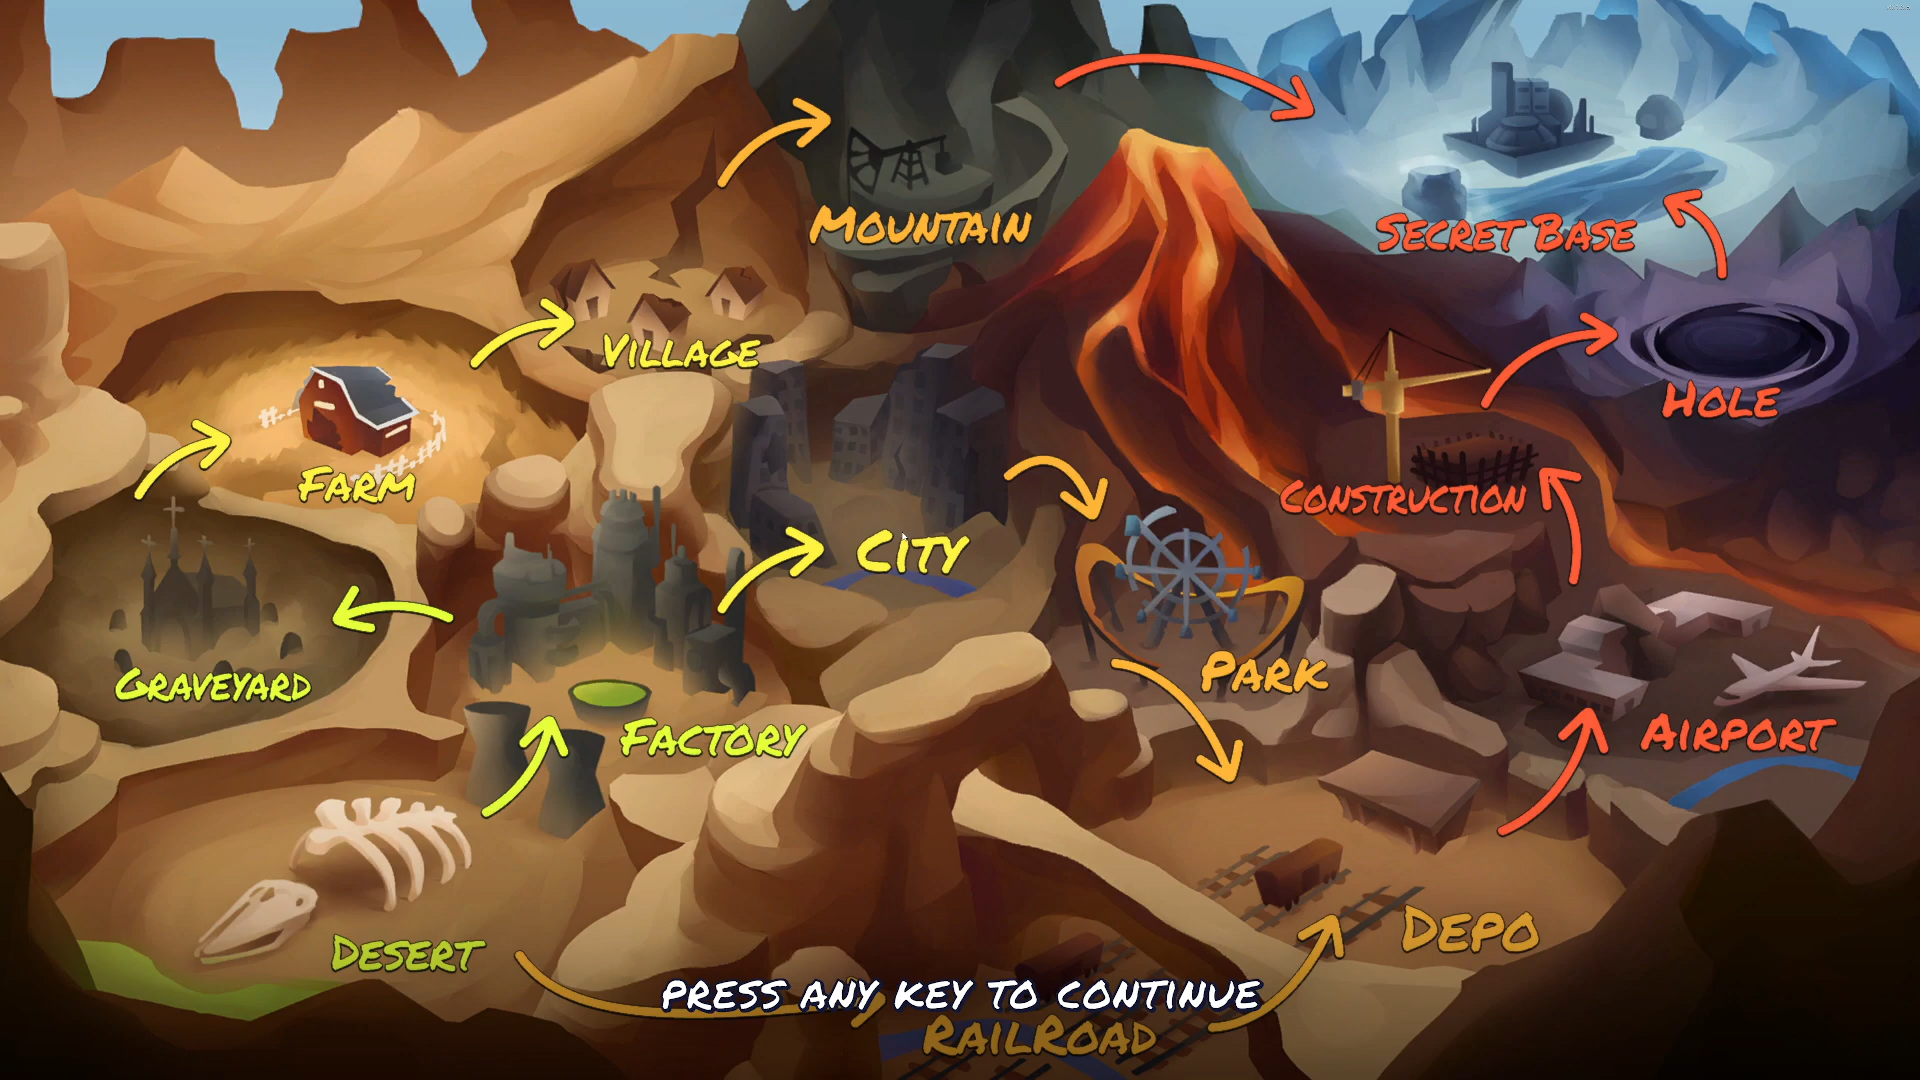 Mountain
Secret Base
Village
Hole
Farm
Construction
City
Park
Graveyard
Factory
Airport
Depo
Desert
PRESS ANY KEY TO CONTINUE
RailRoad